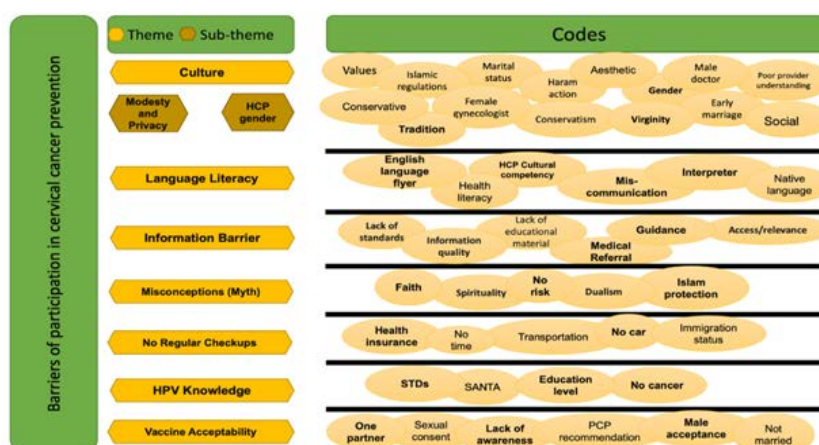 Barriers of participation in cervical cancer prevention
Theme Sub-theme
Codes
Culture
Modesty and Privacy
HCP gender
Values
Islamic regulations
Marital status
Haram action
Aesthetic
Gender
Male doctor
Poor provider understanding
Conservative
Tradition
Female gynecologist
Conservatism
Virginity
Early marriage
Social
Language Literacy
English language flyer
Health literacy
HCP Cultural competency
Mis-communication
Interpreter
Native language
Information Barrier
Lack of standards
Information quality
Lack of educational material
Medical Referral
Guidance
Access/relevance
Misconceptions (Myth)
Faith
Spirituality
No risk
Dualism
Islam protection
No Regular Checkups
Health insurance
No time
Transportation
No car
Immigration status
HPV Knowledge
STDs
SANTA
Education level
No cancer
Vaccine Acceptability
One partner
Sexual consent
Lack of awareness
PCP recommendation
Male acceptance
Not married